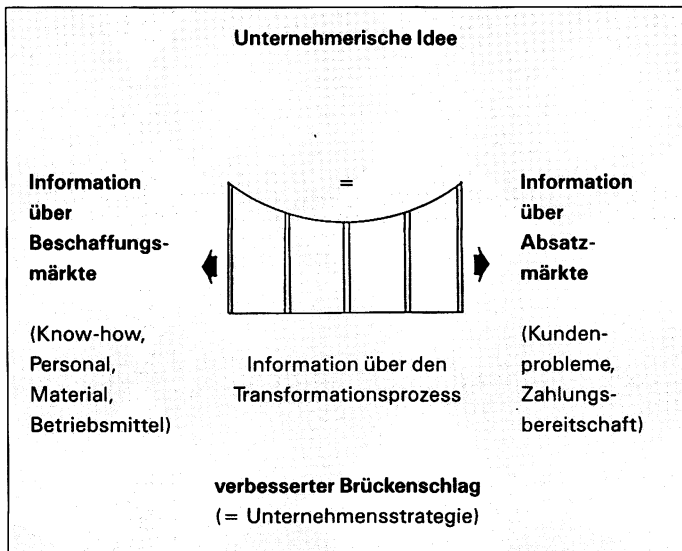 Unternehmerische Idee
=
Information
über
Beschaffungs-
märkte
(Know-how,
Personal,
Material,
Betriebsmittel)
Information über den
Transformationsprozess
Information
über
Absatz-
märkte
(Kunden-
probleme,
Zahlungs-
bereitschaft)
verbesserter Brückenschlag
(= Unternehmensstrategie)